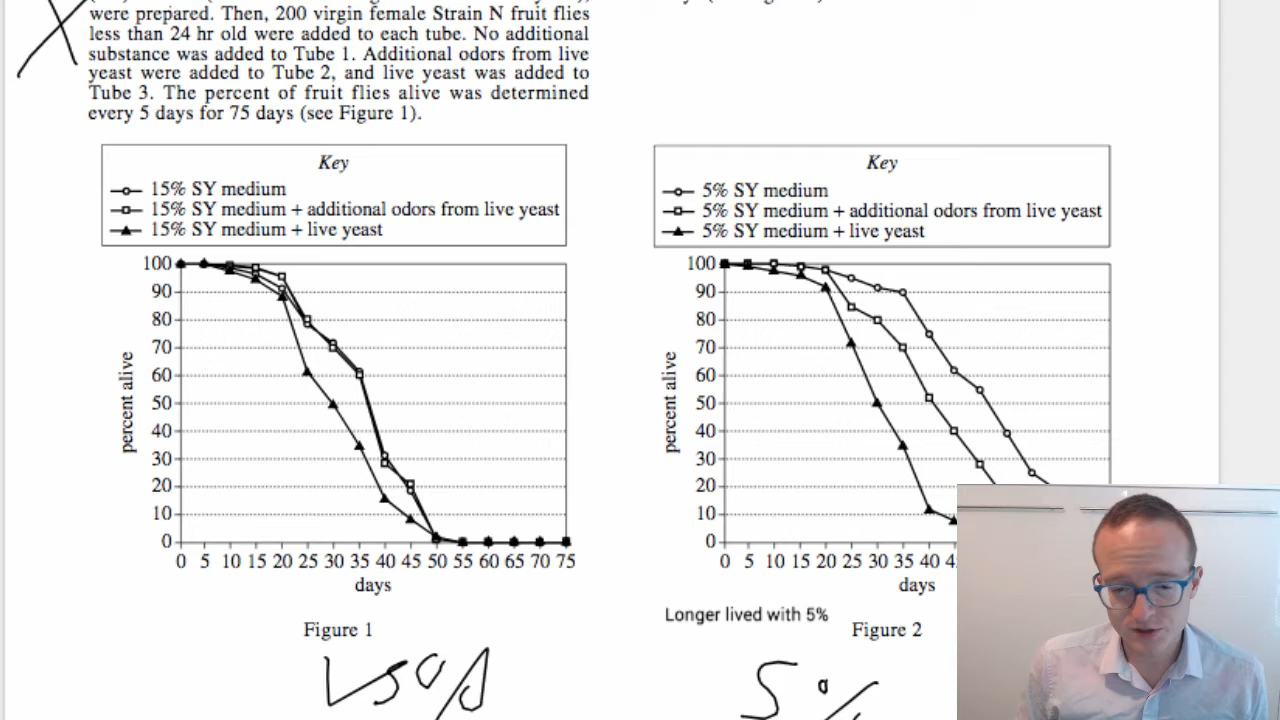 were prepared. Then, 200 virgin female Strain N fruit flies
less than 24 hr old were added to each tube. No additional
substance was added to Tube 1. Additional odors from live
yeast were added to Tube 2, and live yeast was added to
Tube 3. The percent of fruit flies alive was determined
every 5 days for 75 days (see Figure 1).
Key
15% SY medium
15% SY medium + additional odors from live yeast
15% SY medium + live yeast
percent alive
100
90
80
70
60
50
40
30
20
10
0
0 5 10 15 20 25 30 35 40 45 50 55 60 65 70 75
days
Figure 1
15%
Key
5% SY medium
5% SY medium + additional odors from live yeast
5% SY medium + live yeast
percent alive
100
90
80
70
60
50
40
30
20
10
0
0 5 10 15 20 25 30 35 40
days
Longer lived with 5%
Figure 2
5%